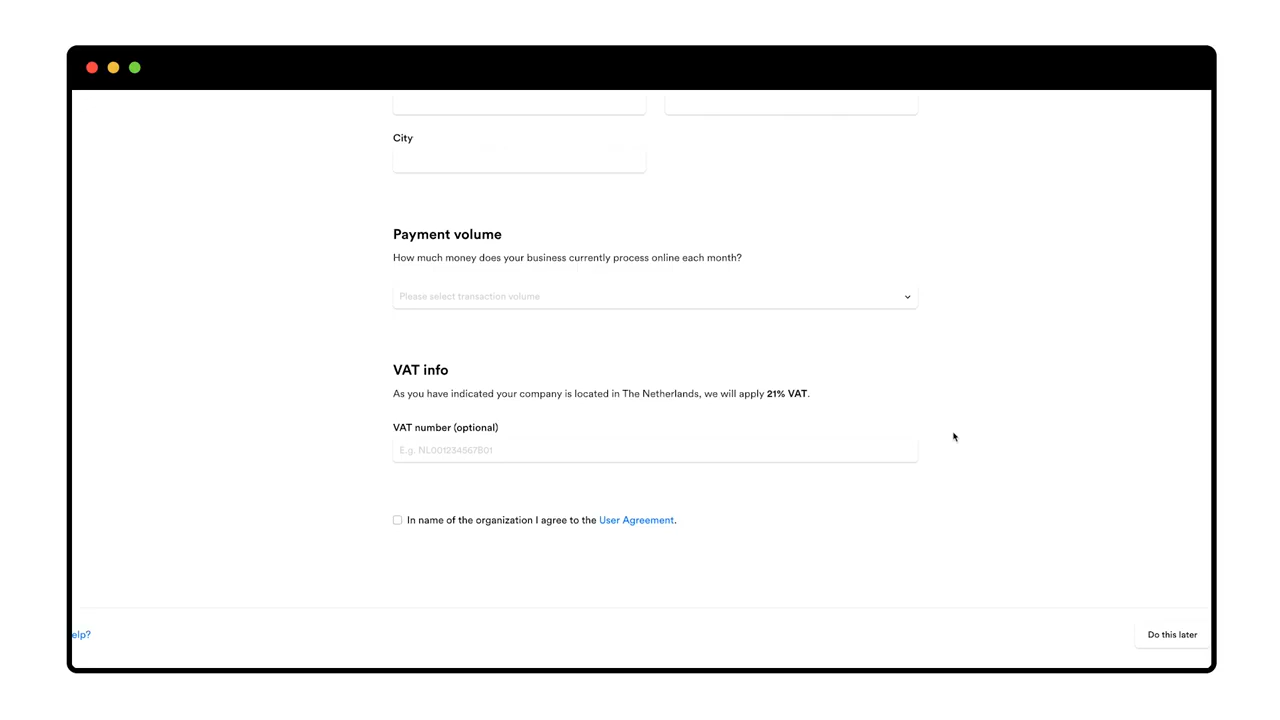 City
Payment volume
How much money does your business currently process online each month?
Please select transaction volume
VAT info
As you have indicated your company is located in The Netherlands, we will apply 21% VAT.
VAT number (optional)
E.g. NL001234567B01
In name of the organization I agree to the User Agreement.
elp?
Do this later